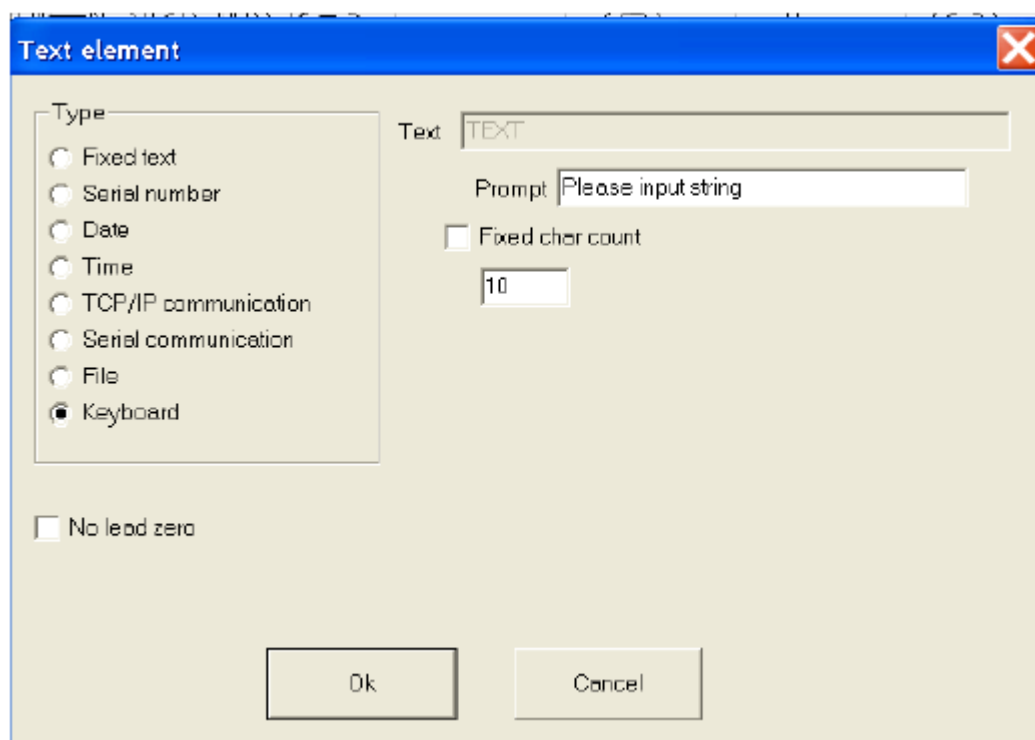 Text element
Type
Fixed text
Serial number
Date
Time
TCP/IP communication
Serial communication
File
Keyboard
Text TEXT
Prompt Please input string
Fixed char count
10
No lead zero
Ok Cancel